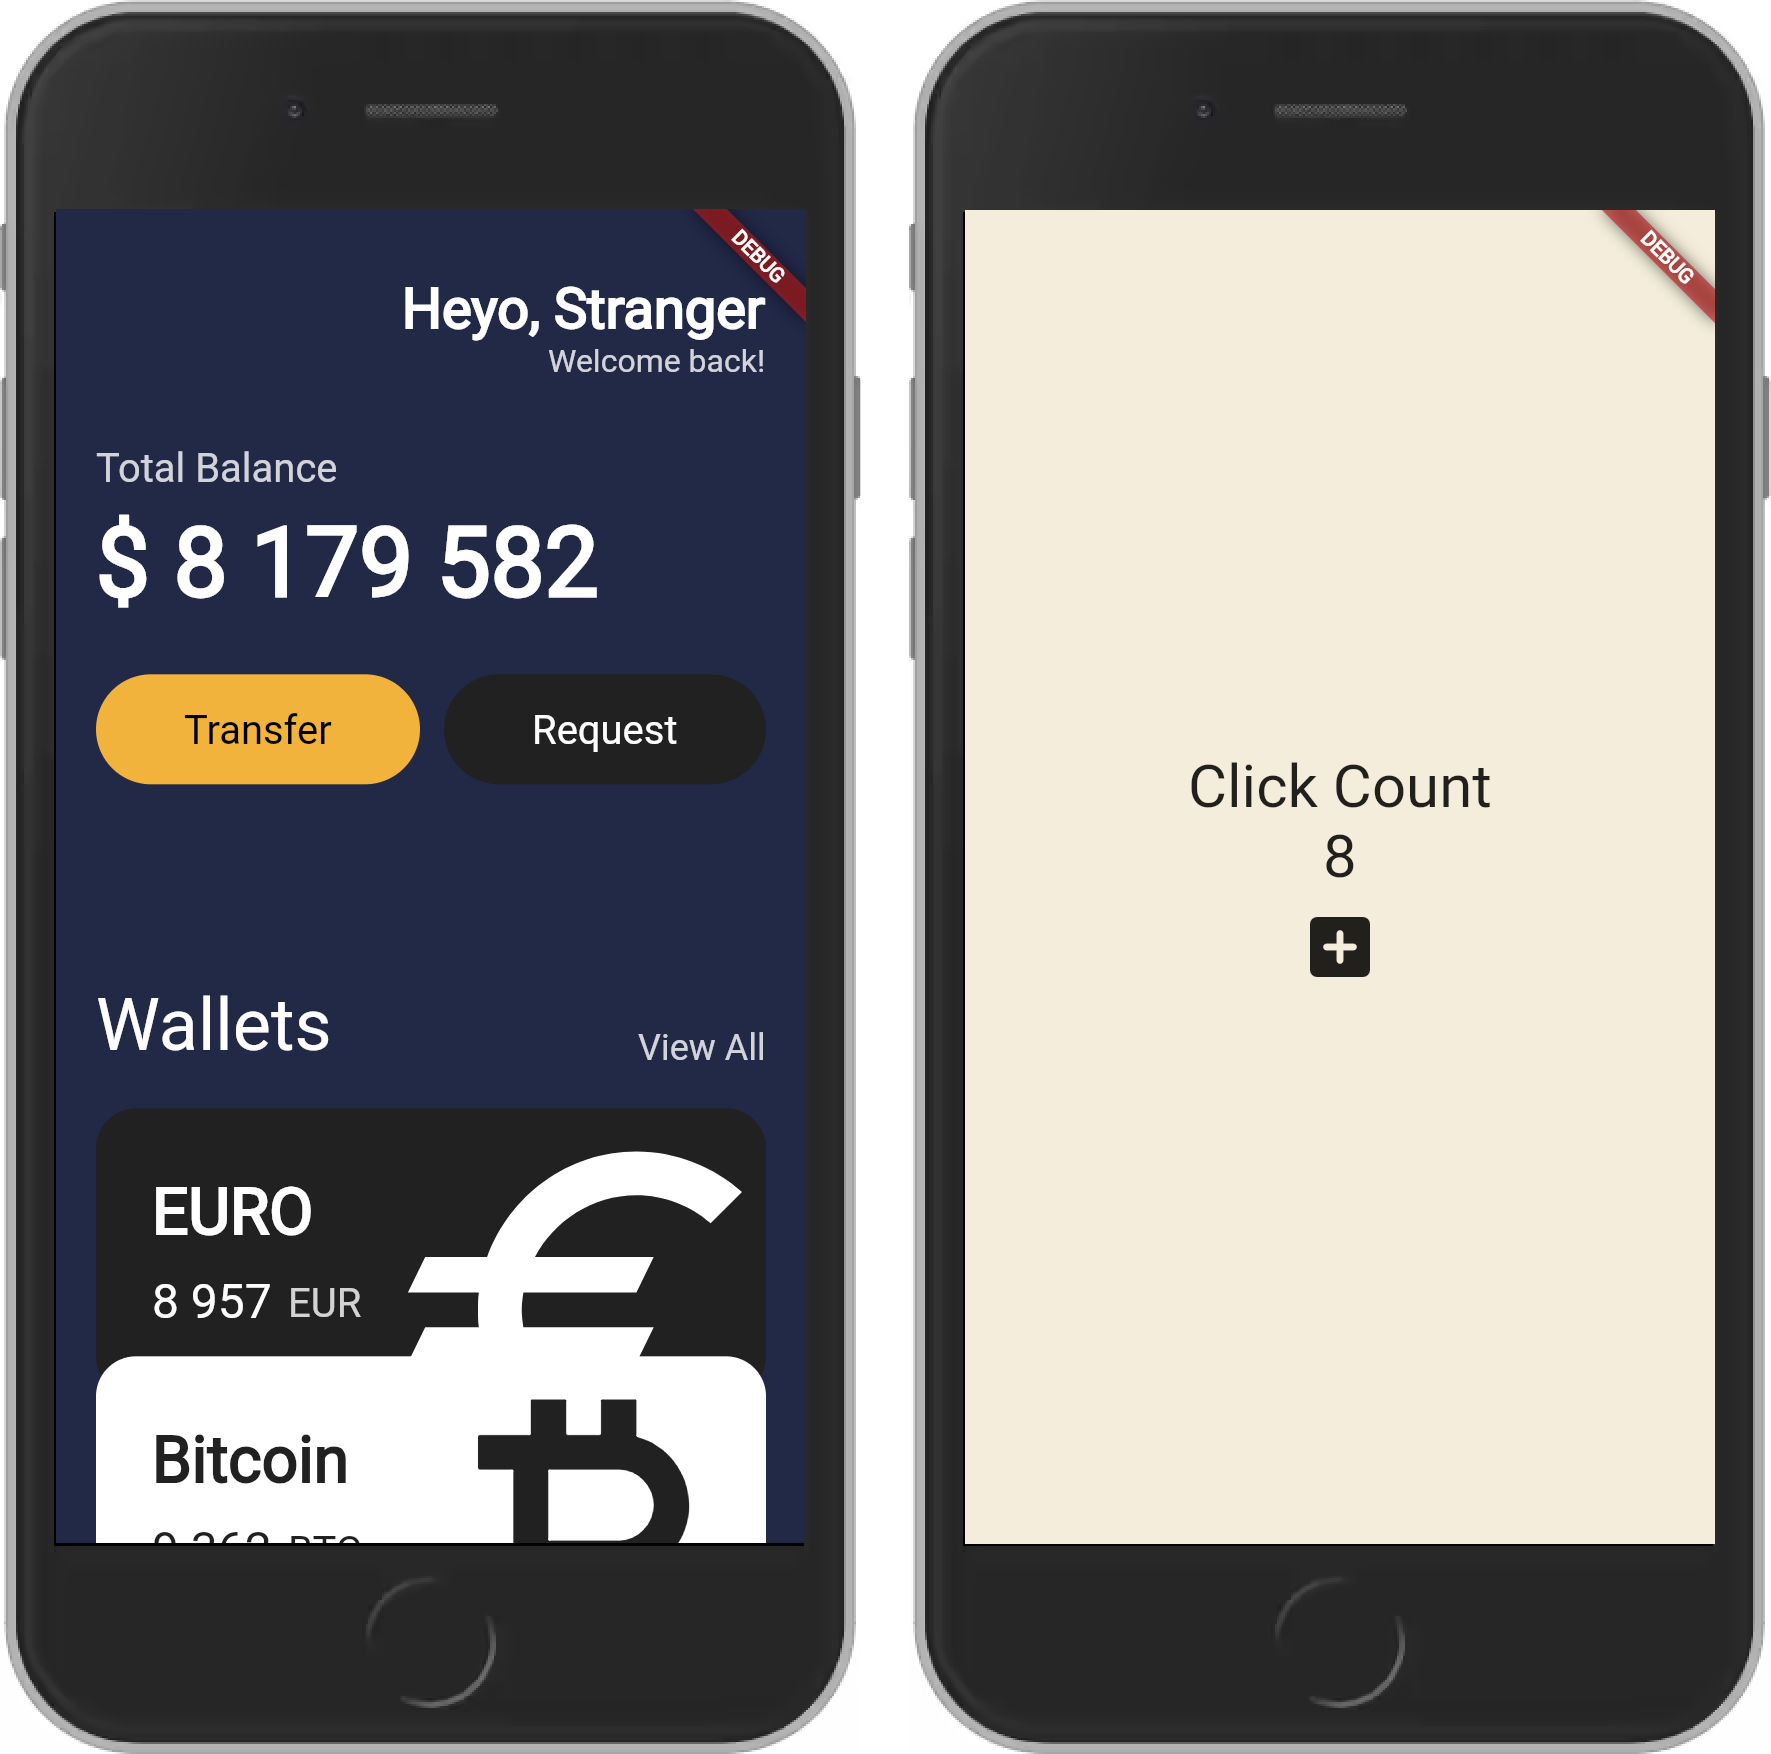 DEBUG
Heyo, Stranger
Welcome back!
Total Balance
$ 8 179 582
Transfer
Request
Wallets
View All
EURO
8 957 EUR
Bitcoin
DEBUG
Click Count
8